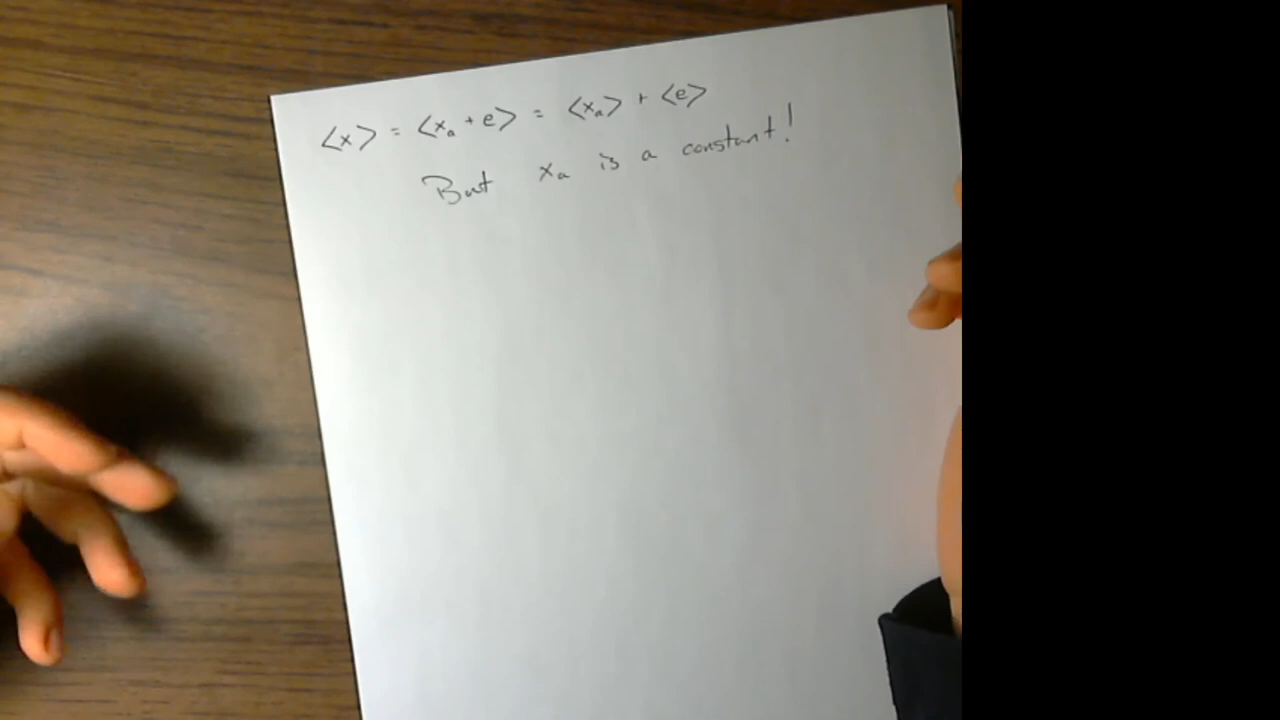 <x> = <xₐ + e> = <xₐ> + <e>
But xₐ is a constant!